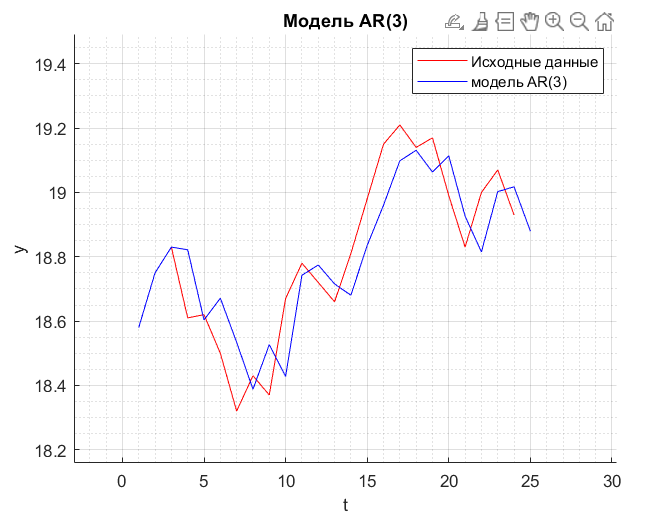 Модель AR(3)
Исходные данные
модель AR(3)
19.4
19.2
19
18.8
18.6
18.4
18.2
y
0 5 10 15 20 25 30
t